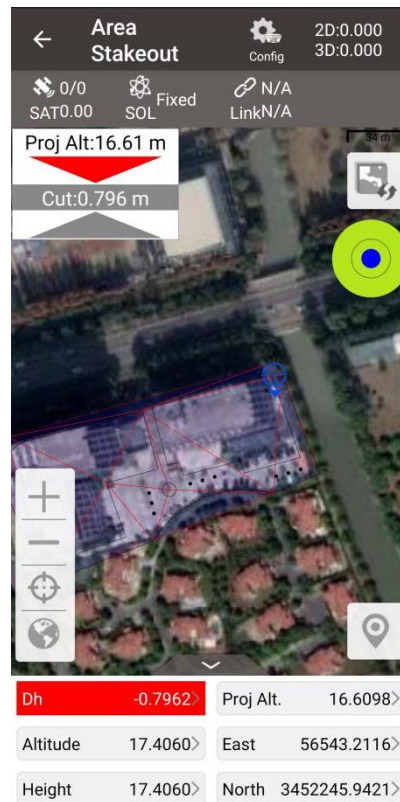 Area
Stakeout
Config
2D:0.000
3D:0.000
0/0
SAT0.00
Fixed
SOL
N/A
LinkN/A
Proj Alt:16.61 m
34 m
Cut:0.796 m
Dh -0.7962
Proj Alt. 16.6098
Altitude 17.4060
East 56543.2116
Height 17.4060
North 3452245.9421